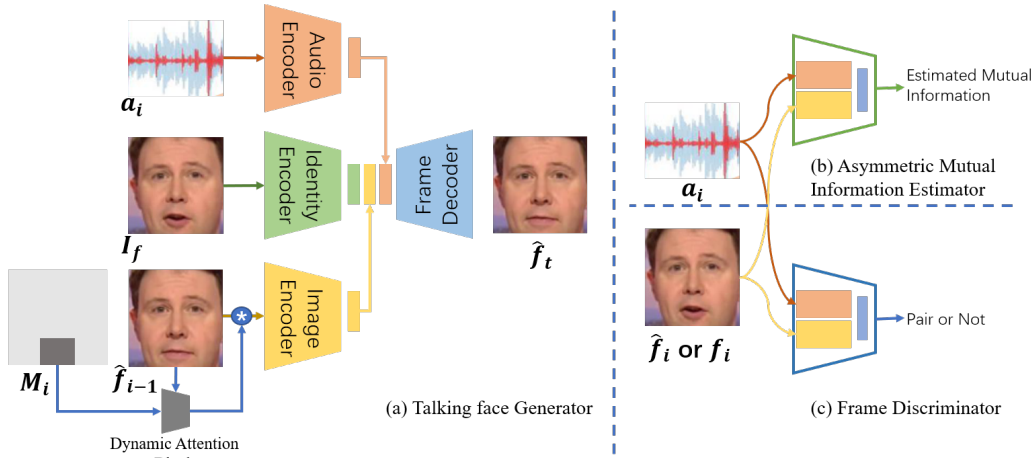 a_i
Audio
Encoder
I_f
Identity
Encoder
M_i
f̂_{i-1}
*
Image
Encoder
Frame
Decoder
f̂_t
Dynamic Attention
(a) Talking face Generator
a_i
Estimated Mutual
Information
(b) Asymmetric Mutual
Information Estimator
f̂_i or f_i
Pair or Not
(c) Frame Discriminator